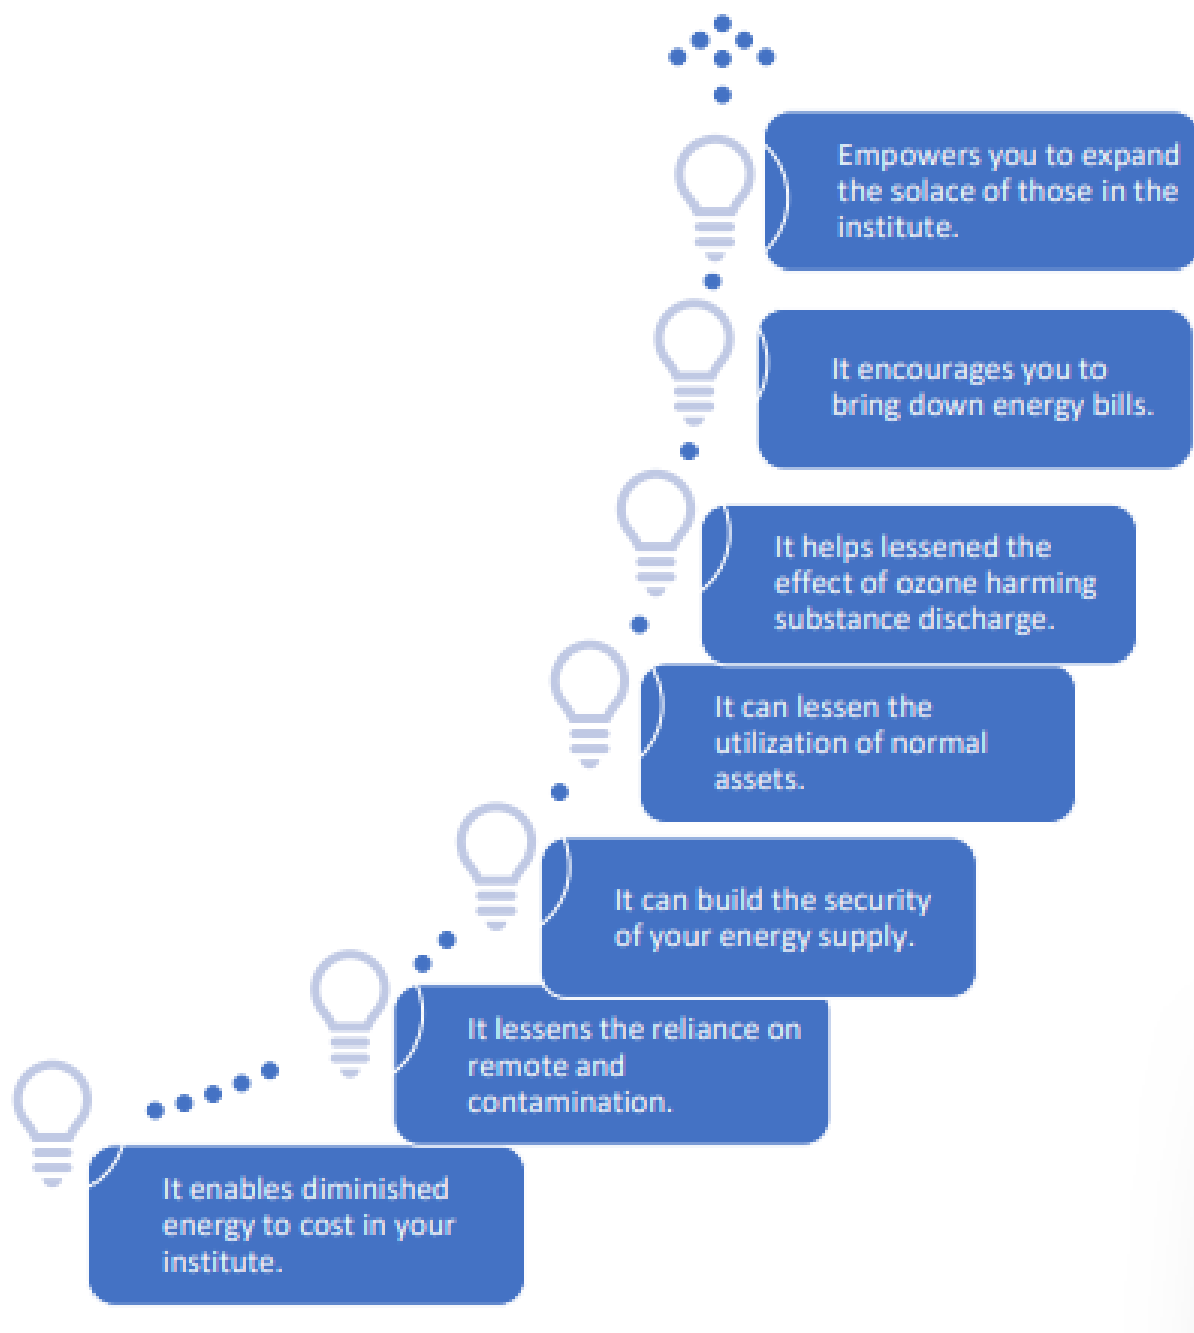 Empowers you to expand
the solace of those in the
institute.
It encourages you to
bring down energy bills.
It helps lessened the
effect of ozone harming
substance discharge.
It can lessen the
utilization of normal
assets.
It can build the security
of your energy supply.
It lessens the reliance on
remote and
contamination.
It enables diminished
energy to cost in your
institute.